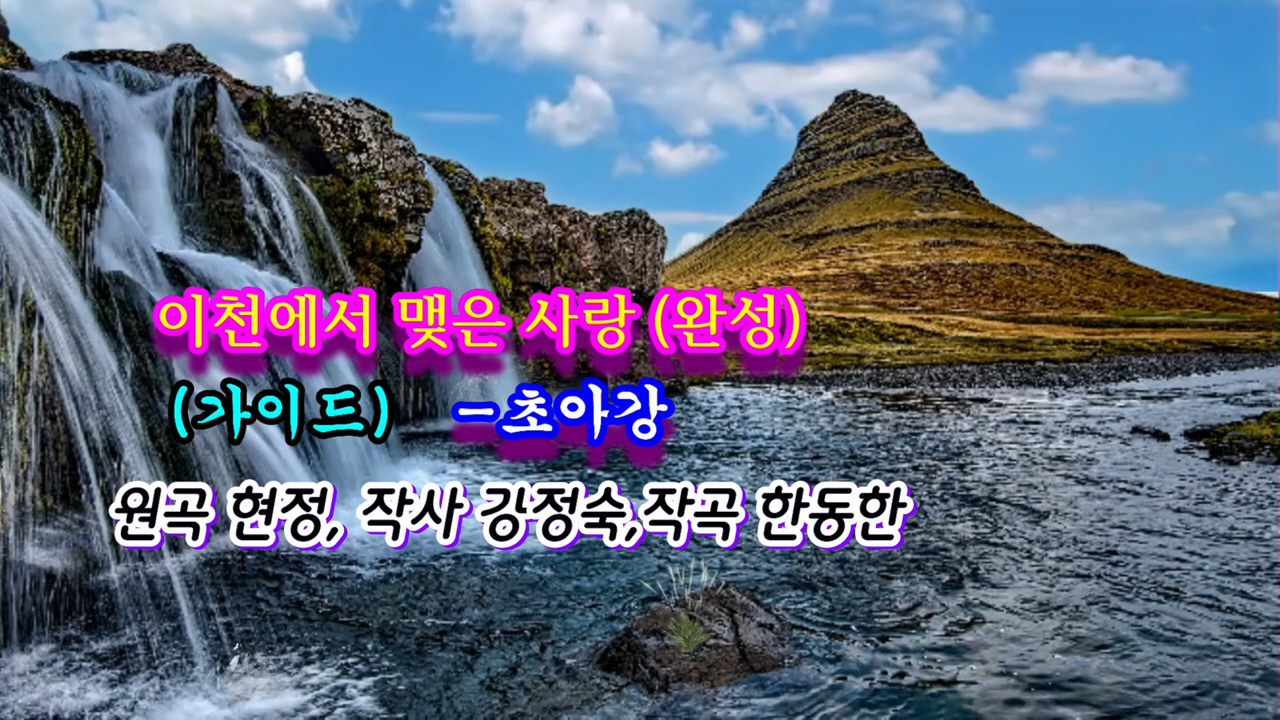 이천에서 맺은 사랑 (완성)
(가이드) -초아강
원곡 현정, 작사 강정숙,작곡 한동한